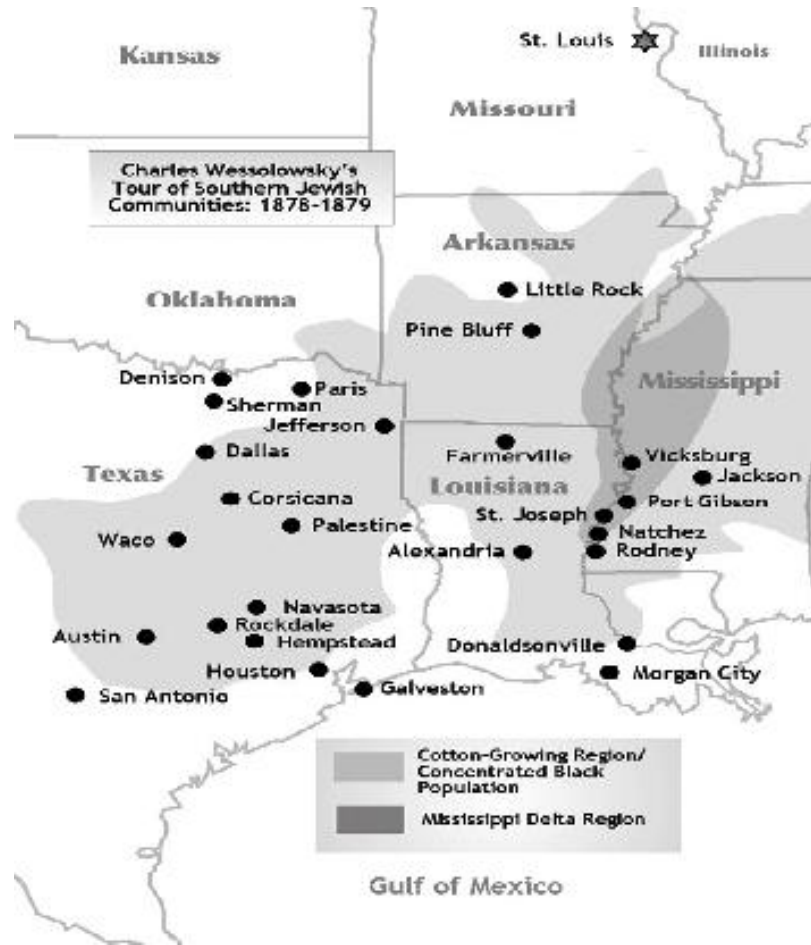 St. Louis
Illinois
Kansas
Missouri
Charles Wessolowsky's
Tour of Southern Jewish
Communities: 1878-1879
Arkansas
Little Rock
Oklahoma
Pine Bluff
Mississippi
Denison
Paris
Sherman
Jefferson
Dallas
Farmerville
Vicksburg
Jackson
Texas
Louisiana
Corsicana
Port Gibson
St. Joseph
Palestine
Natchez
Waco
Alexandria
Rodney
Navasota
Rockdale
Austin
Hempstead
Donaldsonville
Houston
Morgan City
San Antonio
Galveston
Cotton-Growing Region/
Concentrated Black
Population
Mississippi Delta Region
Gulf of Mexico